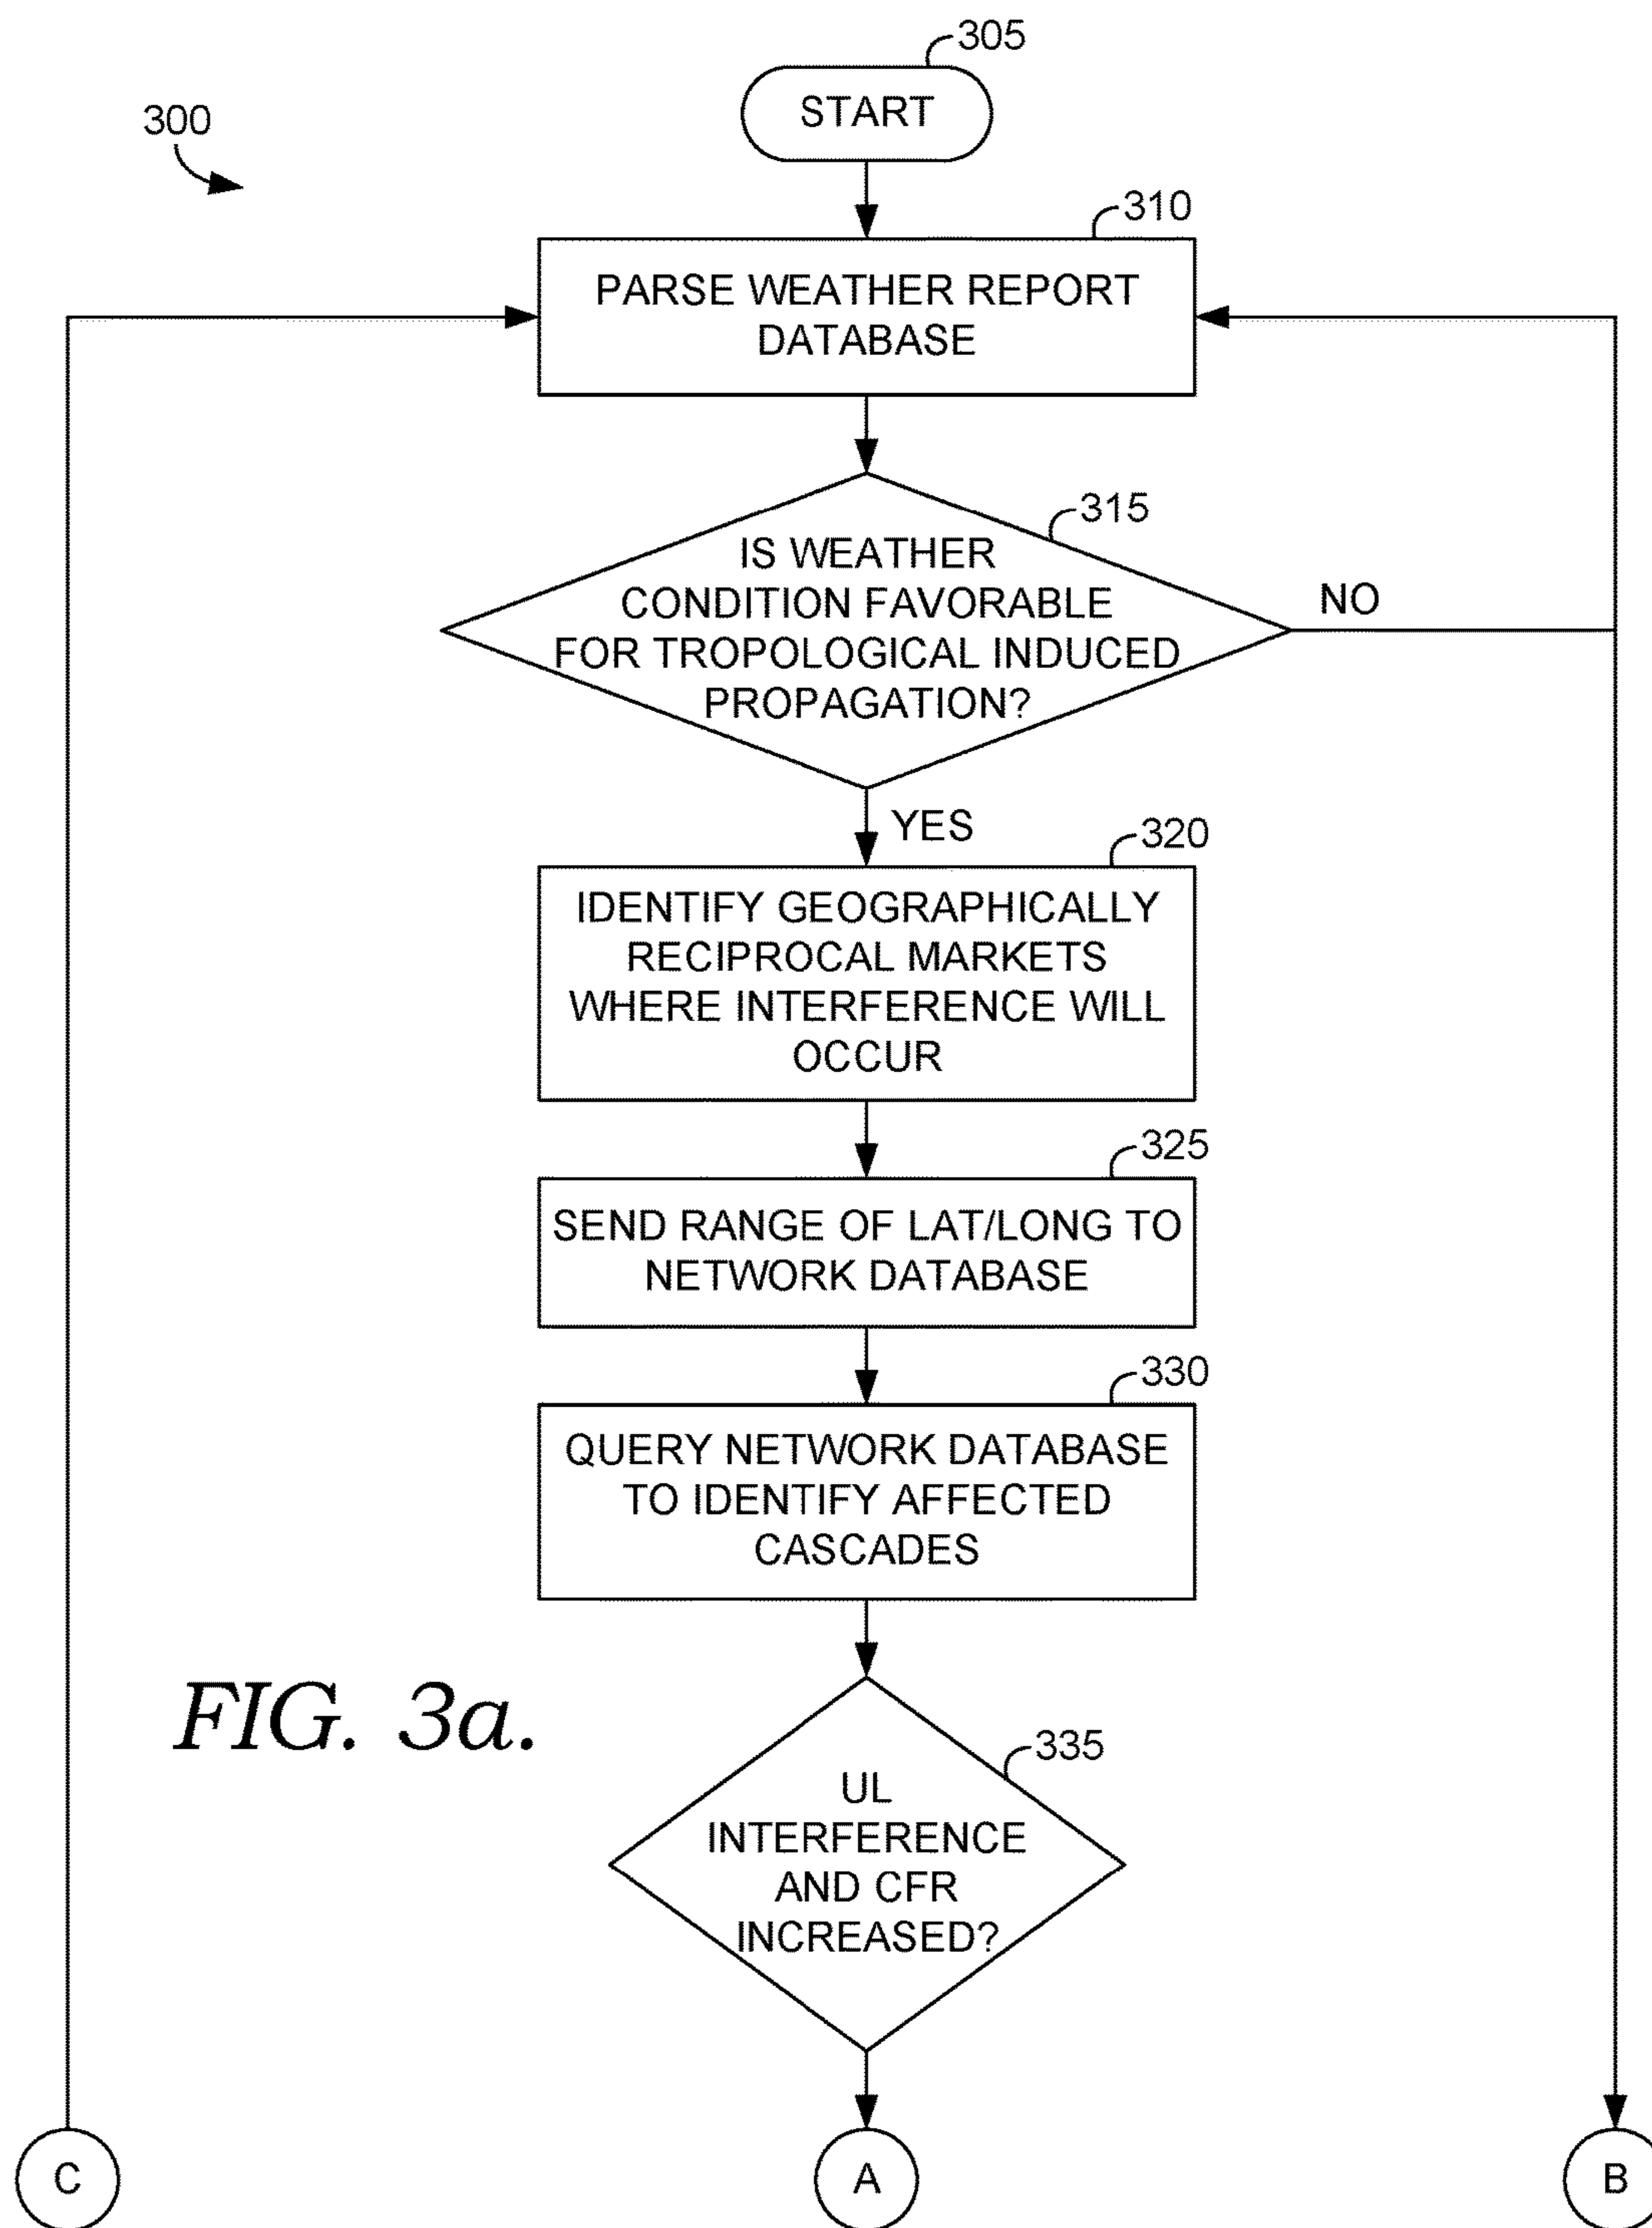 305
START
300
310
PARSE WEATHER REPORT
DATABASE
315
IS WEATHER
CONDITION FAVORABLE
FOR TROPOLOGICAL INDUCED
PROPAGATION?
NO
YES
320
IDENTIFY GEOGRAPHICALLY
RECIPROCAL MARKETS
WHERE INTERFERENCE WILL
OCCUR
325
SEND RANGE OF LAT/LONG TO
NETWORK DATABASE
330
QUERY NETWORK DATABASE
TO IDENTIFY AFFECTED
CASCADES
FIG. 3a.
335
UL
INTERFERENCE
AND CFR
INCREASED?
C
A
B